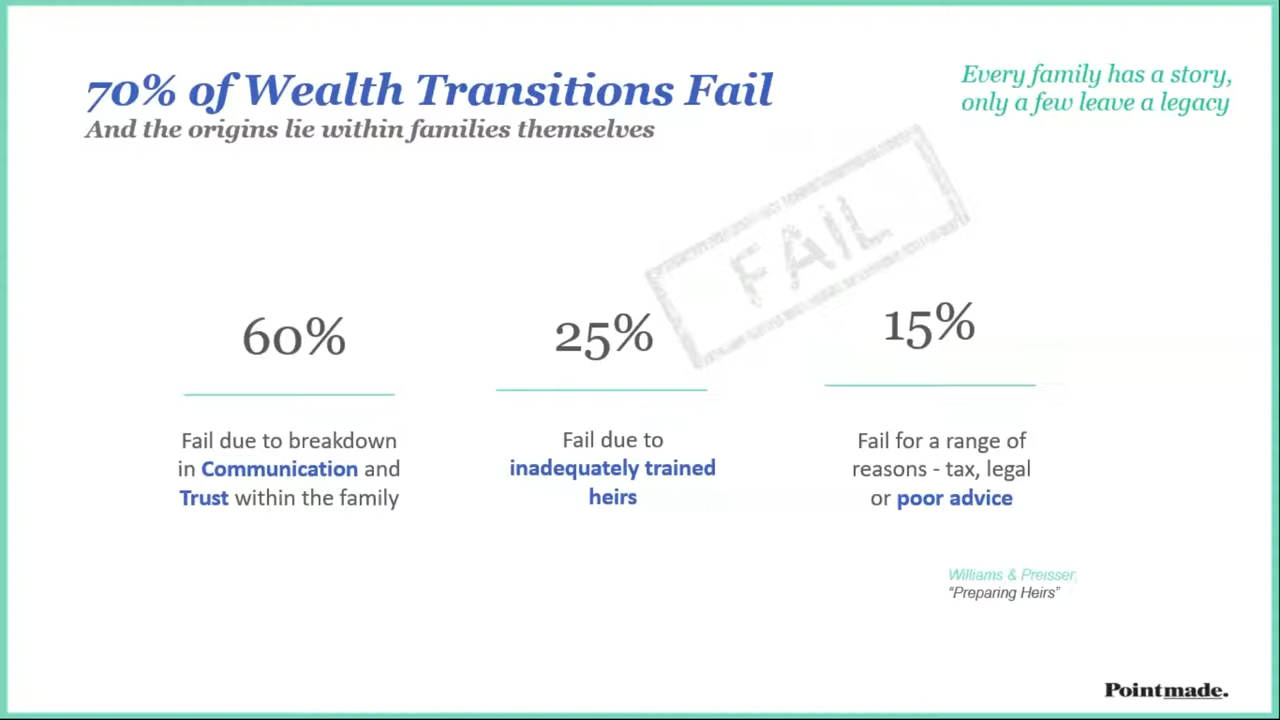 70% of Wealth Transitions Fail
And the origins lie within families themselves
Every family has a story,
only a few leave a legacy
FAIL
60%
Fail due to breakdown
in Communication and
Trust within the family
25%
Fail due to
inadequately trained
heirs
15%
Fail for a range of
reasons - tax, legal
or poor advice
Williams & Preisser,
"Preparing Heirs"
Pointmade.